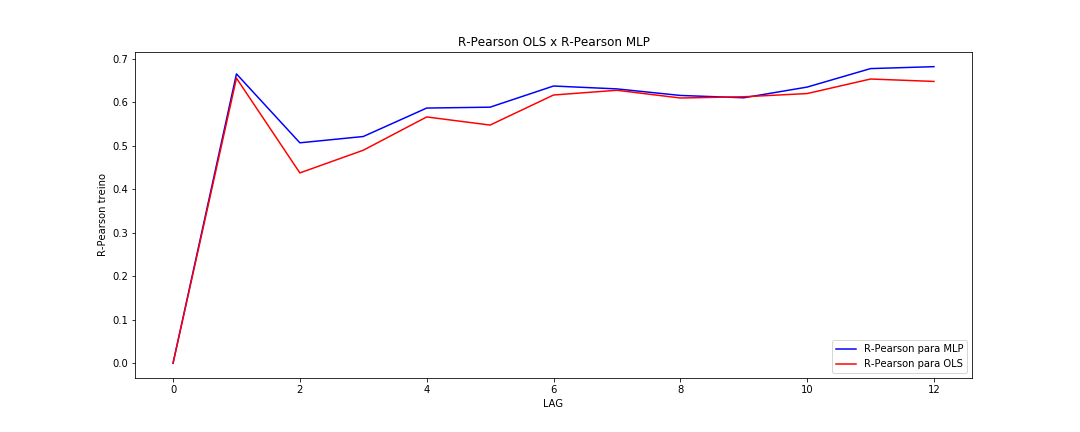 R-Pearson OLS x R-Pearson MLP
0.7
0.6
0.5
0.4
0.3
0.2
0.1
0.0
R-Pearson treino
R-Pearson para MLP
R-Pearson para OLS
0 2 4 6 8 10 12
LAG